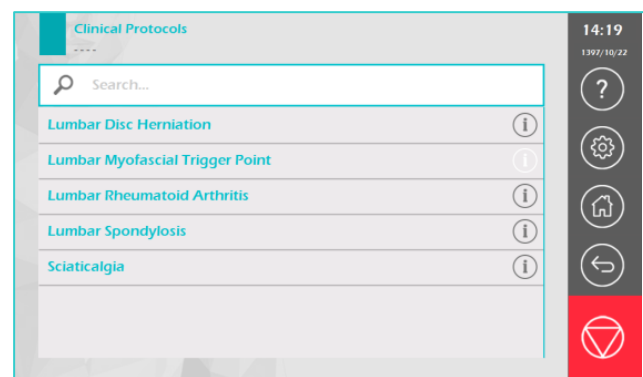 Clinical Protocols
----
14:19
1397/10/22
Search...
?
Lumbar Disc Herniation
i
Lumbar Myofascial Trigger Point
i
Lumbar Rheumatoid Arthritis
i
Lumbar Spondylosis
i
Sciaticalgia
i